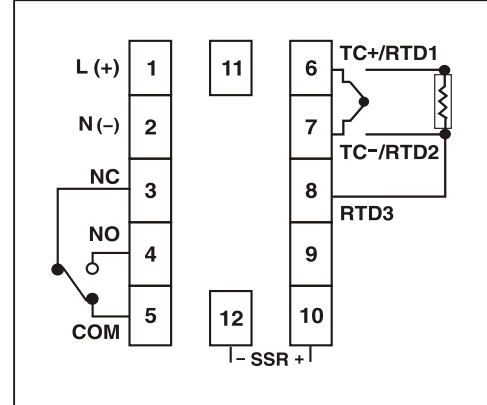 L (+) 1 11 6 TC+/RTD1
N (–) 2 7
TC–/RTD2
NC 3 8
RTD3
NO 4 9
COM 5 12 10
– SSR +